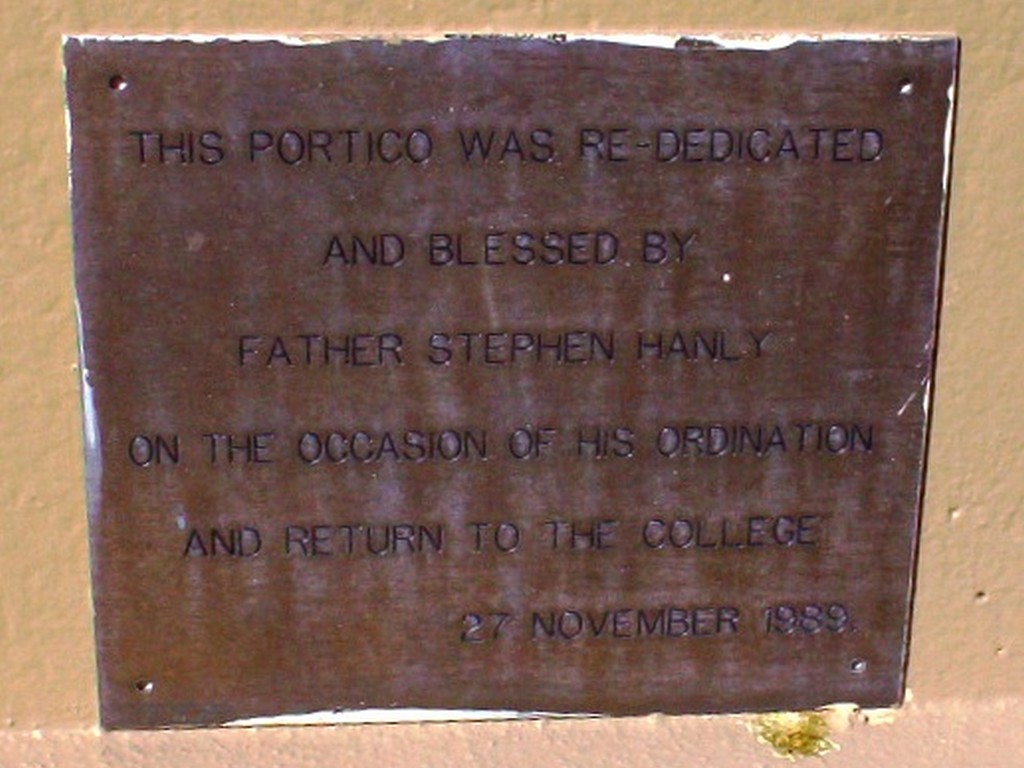 THIS PORTICO WAS RE-DEDICATED
AND BLESSED BY
FATHER STEPHEN HANLY
ON THE OCCASION OF HIS ORDINATION
AND RETURN TO THE COLLEGE
27 NOVEMBER 1989.